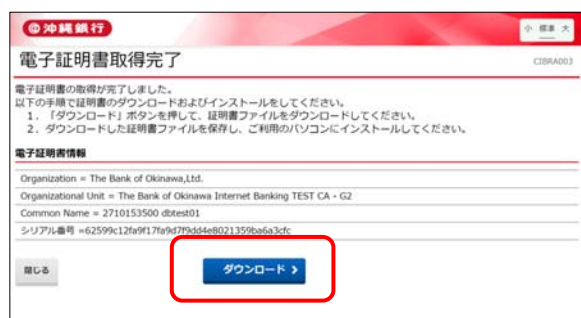 沖縄銀行
小 標準 大
電子証明書取得完了
CIBRA003
電子証明書の取得が完了しました。
以下の手順で証明書のダウンロードおよびインストールをしてください。
1. 「ダウンロード」ボタンを押して、証明書ファイルをダウンロードしてください。
2. ダウンロードした証明書ファイルを保存し、ご利用のパソコンにインストールしてください。
電子証明書情報
Organization = The Bank of Okinawa,Ltd.
Organizational Unit = The Bank of Okinawa Internet Banking TEST CA - G2
Common Name = 2710153500 dbtest01
シリアル番号 =62599c12fa9f17fa9d7f9dd4e8021359ba6a3cfc
閉じる
ダウンロード >